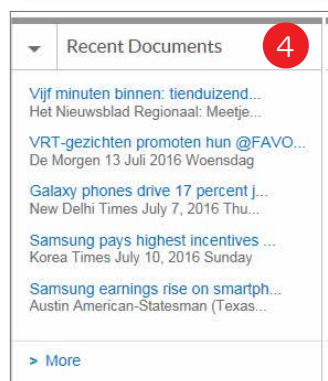 Recent Documents
4
Vijf minuten binnen: tienduizend...
Het Nieuwsblad Regionaal: Meetje...
VRT-gezichten promoten hun @FAVO...
De Morgen 13 Juli 2016 Woensdag
Galaxy phones drive 17 percent j...
New Delhi Times July 7, 2016 Thu...
Samsung pays highest incentives ...
Korea Times July 10, 2016 Sunday
Samsung earnings rise on smartph...
Austin American-Statesman (Texas...
> More